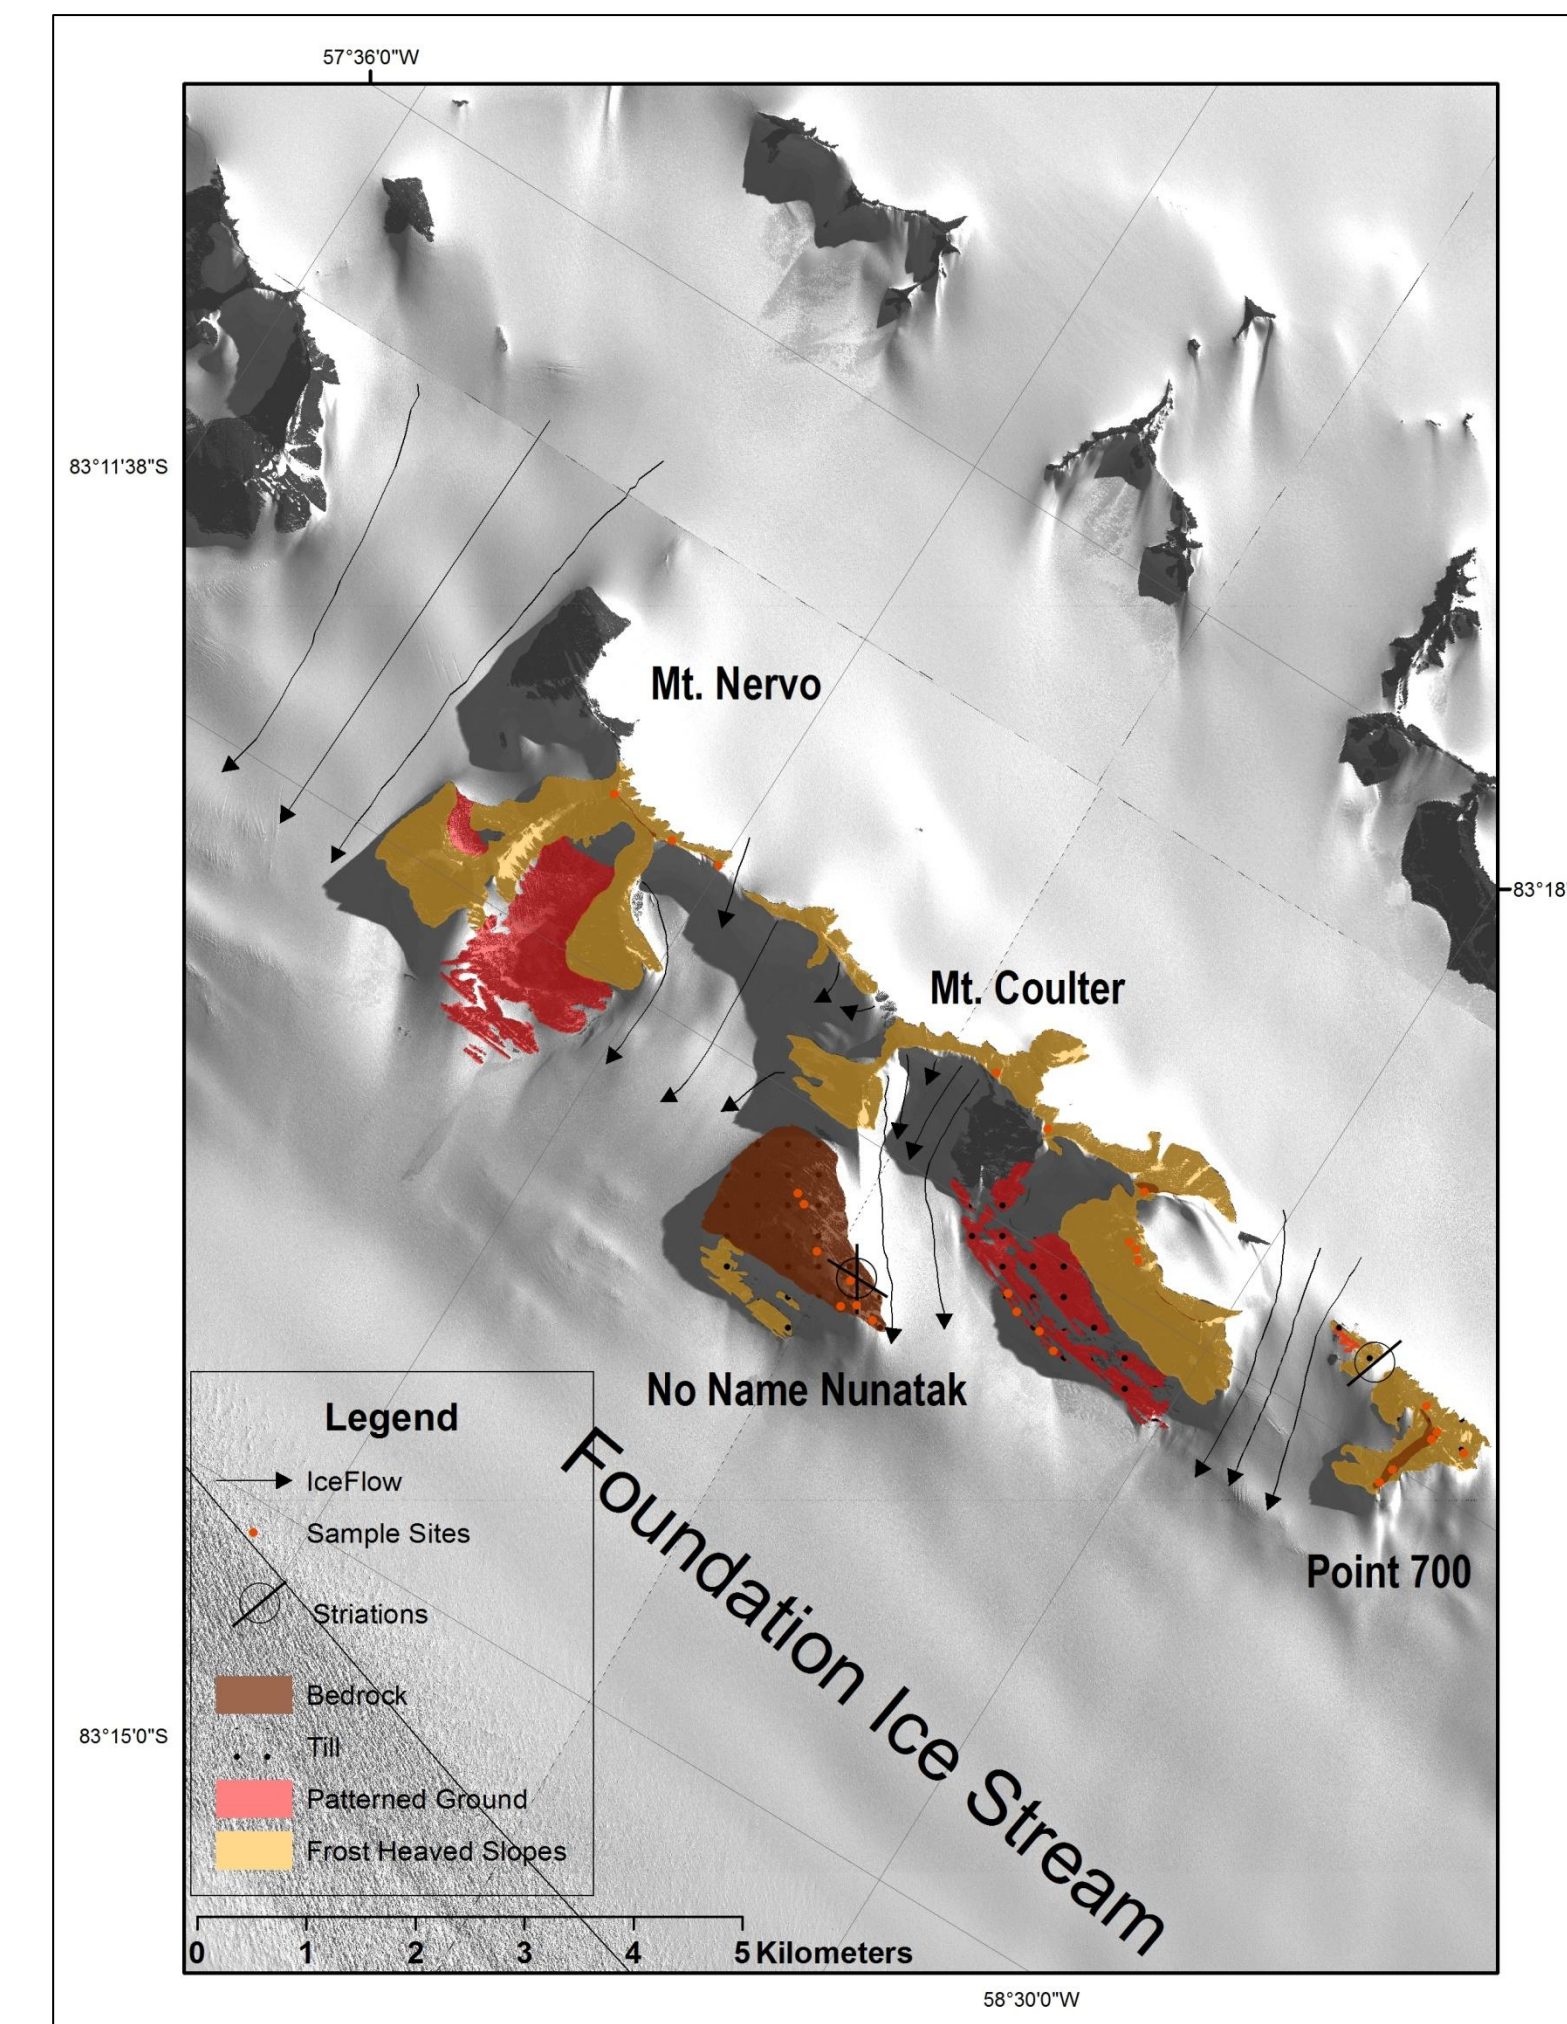 57°36'0"W
83°11'38"S
Mt. Nervo
83°18
Mt. Coulter
No Name Nunatak
Foundation Ice Stream
Point 700
Legend
IceFlow
Sample Sites
Striations
Bedrock
Till
Patterned Ground
Frost Heaved Slopes
83°15'0"S
0 1 2 3 4 5 Kilometers
58°30'0"W